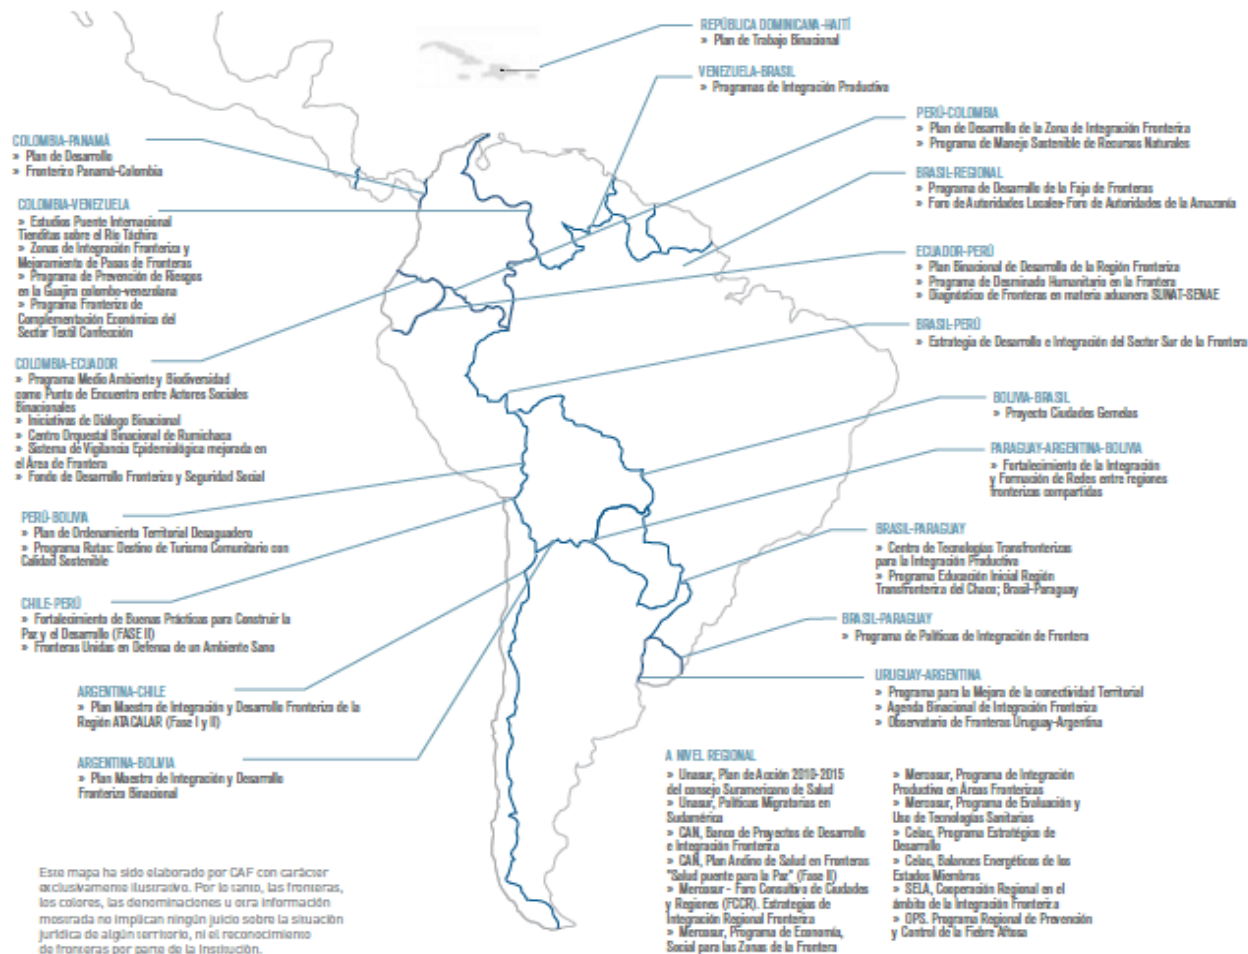 REPÚBLICA DOMINICANA-HAITÍ
» Plan de Trabajo Binacional
VENEZUELA-BRASIL
» Programas de Integración Productiva
PERÚ-COLOMBIA
» Plan de Desarrollo de la Zona de Integración Fronteriza
» Programa de Manejo Sostenible de Recursos Naturales
BRASIL-REGIONAL
» Programa de Desarrollo de la Faja de Fronteras
» Foro de Autoridades Locales-Foro de Autoridades de la Amazonía
ECUADOR-PERÚ
» Plan Binacional de Desarrollo de la Región Fronteriza
» Programa de Desminado Humanitario en la Frontera
» Diagnóstico de Fronteras en materia aduanera SUNAT-SENAE
BRASIL-PERÚ
» Estrategia de Desarrollo e Integración del Sector Sur de la Frontera
BOLIVIA-BRASIL
» Proyecto Ciudades Gemelas
PARAGUAY-ARGENTINA-BOLIVIA
» Fortalecimiento de la Integración
y Formación de Redes entre regiones
fronterizas compartidas
BRASIL-PARAGUAY
» Centro de Tecnologías Transfronterizas
para la Integración Productiva
» Programa Educación Inicial Región
Transfronteriza del Chaco; Brasil-Paraguay
BRASIL-PARAGUAY
» Programa de Políticas de Integración de Frontera
URUGUAY-ARGENTINA
» Programa para la Mejora de la conectividad Territorial
» Agenda Binacional de Integración Fronteriza
» Observatorio de Fronteras Uruguay-Argentina
COLOMBIA-PANAMÁ
» Plan de Desarrollo
» Fronterizo Panamá-Colombia
COLOMBIA-VENEZUELA
» Estudios Puente Internacional
Tienditas sobre el Río Táchira
» Zonas de Integración Fronteriza y
Mejoramiento de Pasos de Fronteras
» Programa de Prevención de Riesgos
en la Guajira colombo-venezolana
» Programa Fronterizo de
Complementación Económica del
Sector Textil Confección
COLOMBIA-ECUADOR
» Programa Medio Ambiente y Biodiversidad
como Punto de Encuentro entre Actores Sociales
Binacionales
» Iniciativas de Diálogo Binacional
» Centro Orquestal Binacional de Rumichaca
» Sistema de Vigilancia Epidemiológica mejorada en
el Área de Frontera
» Fondo de Desarrollo Fronterizo y Seguridad Social
PERÚ-BOLIVIA
» Plan de Ordenamiento Territorial Desaguadero
» Programa Rutas: Destino de Turismo Comunitario con
Calidad Sostenible
CHILE-PERÚ
» Fortalecimiento de Buenas Prácticas para Construir la
Paz y el Desarrollo (FASE II)
» Fronteras Unidas en Defensa de un Ambiente Sano
ARGENTINA-CHILE
» Plan Maestro de Integración y Desarrollo Fronterizo de la
Región ATACALAR (Fase I y II)
ARGENTINA-BOLIVIA
» Plan Maestro de Integración y Desarrollo
Fronterizo Binacional
A NIVEL REGIONAL
» Unasur, Plan de Acción 2010-2015
del consejo Suramericano de Salud
» Unasur, Políticas Migratorias en
Sudamérica
» CAN, Banco de Proyectos de Desarrollo
e Integración Fronteriza
» CAN, Plan Andino de Salud en Fronteras
"Salud puente para la Paz" (Fase II)
» Mercosur - Foro Consultivo de Ciudades
y Regiones (FCCR). Estrategias de
Integración Regional Fronteriza
» Mercosur, Programa de Economía,
Social para las Zonas de la Frontera
» Mercosur, Programa de Integración
Productiva en Áreas Fronterizas
» Mercosur, Programa de Evaluación y
Uso de Tecnologías Sanitarias
» Celac, Programa Estratégico de
Desarrollo
» Celac, Balances Energéticos de los
Estados Miembros
» SELA, Cooperación Regional en el
ámbito de la Integración Fronteriza
» OPS. Programa Regional de Prevención
y Control de la Fiebre Aftosa
Este mapa ha sido elaborado por CAF con carácter
exclusivamente ilustrativo. Por lo tanto, las fronteras,
los colores, las denominaciones u otra información
mostrada no implican ningún juicio sobre la situación
jurídica de algún territorio, ni el reconocimiento
de fronteras por parte de la Institución.